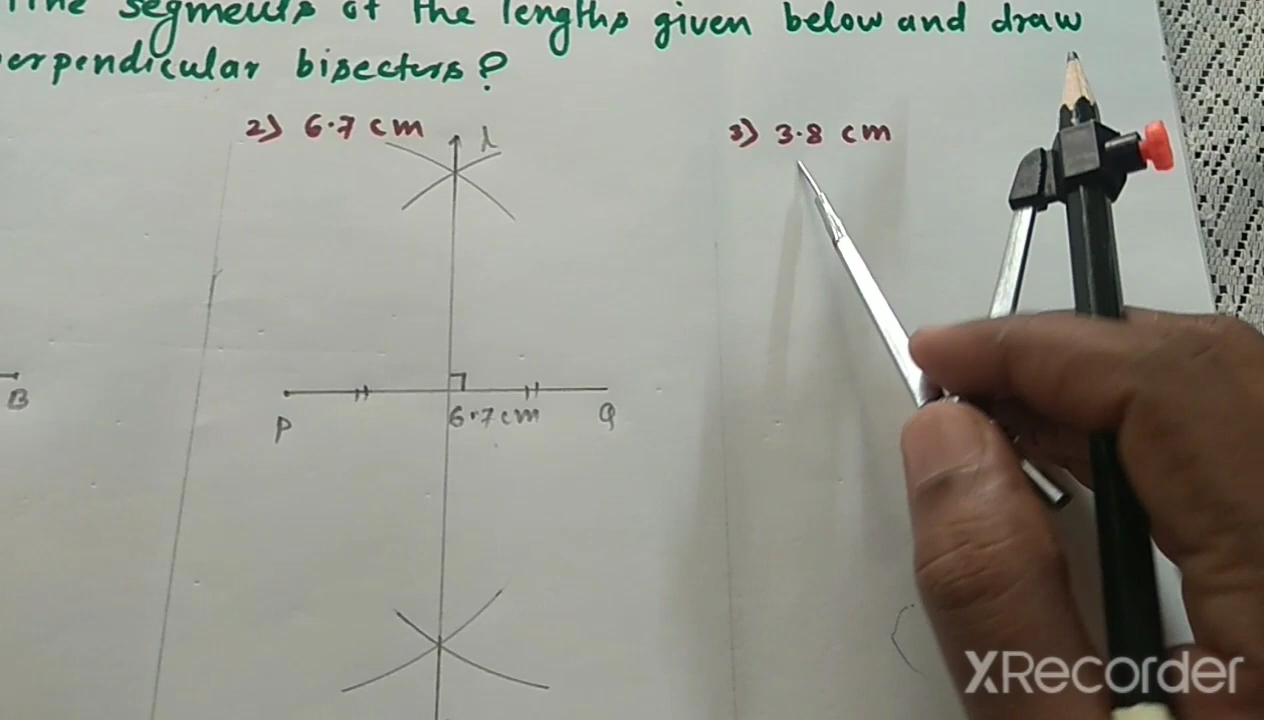 line segments of the lengths given below and draw
perpendicular bisectors?
2) 6.7 cm
3) 3.8 cm
l
B
P
6.7 cm
Q
XRecorder